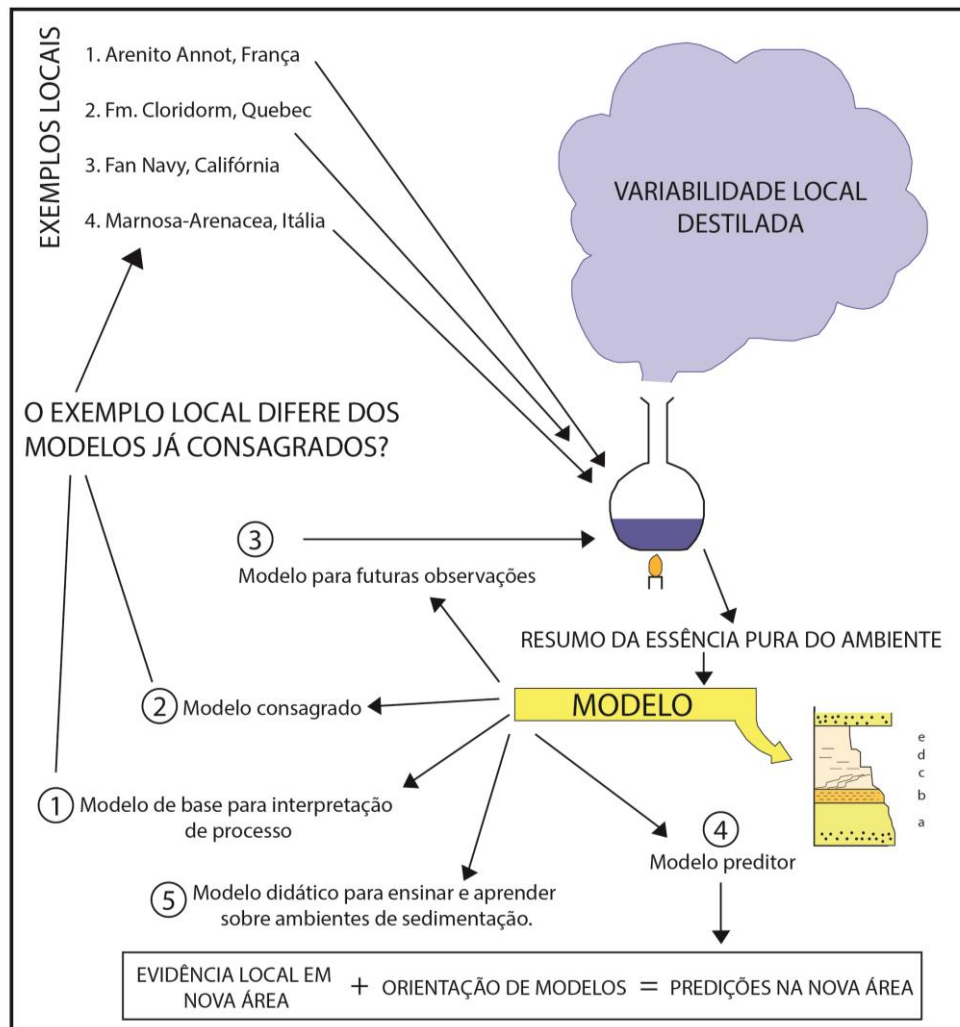 EXEMPLOS LOCAIS
1. Arenito Annot, França
2. Fm. Cloridorm, Quebec
3. Fan Navy, Califórnia
4. Marnosa-Arenacea, Itália
VARIABILIDADE LOCAL
DESTILADA
O EXEMPLO LOCAL DIFERE DOS
MODELOS JÁ CONSAGRADOS?
3
Modelo para futuras observações
RESUMO DA ESSÊNCIA PURA DO AMBIENTE
2 Modelo consagrado
MODELO
e
d
c
b
a
1 Modelo de base para interpretação
de processo
4
Modelo preditor
5 Modelo didático para ensinar e aprender
sobre ambientes de sedimentação.
EVIDÊNCIA LOCAL EM
NOVA ÁREA
+ ORIENTAÇÃO DE MODELOS = PREDIÇÕES NA NOVA ÁREA